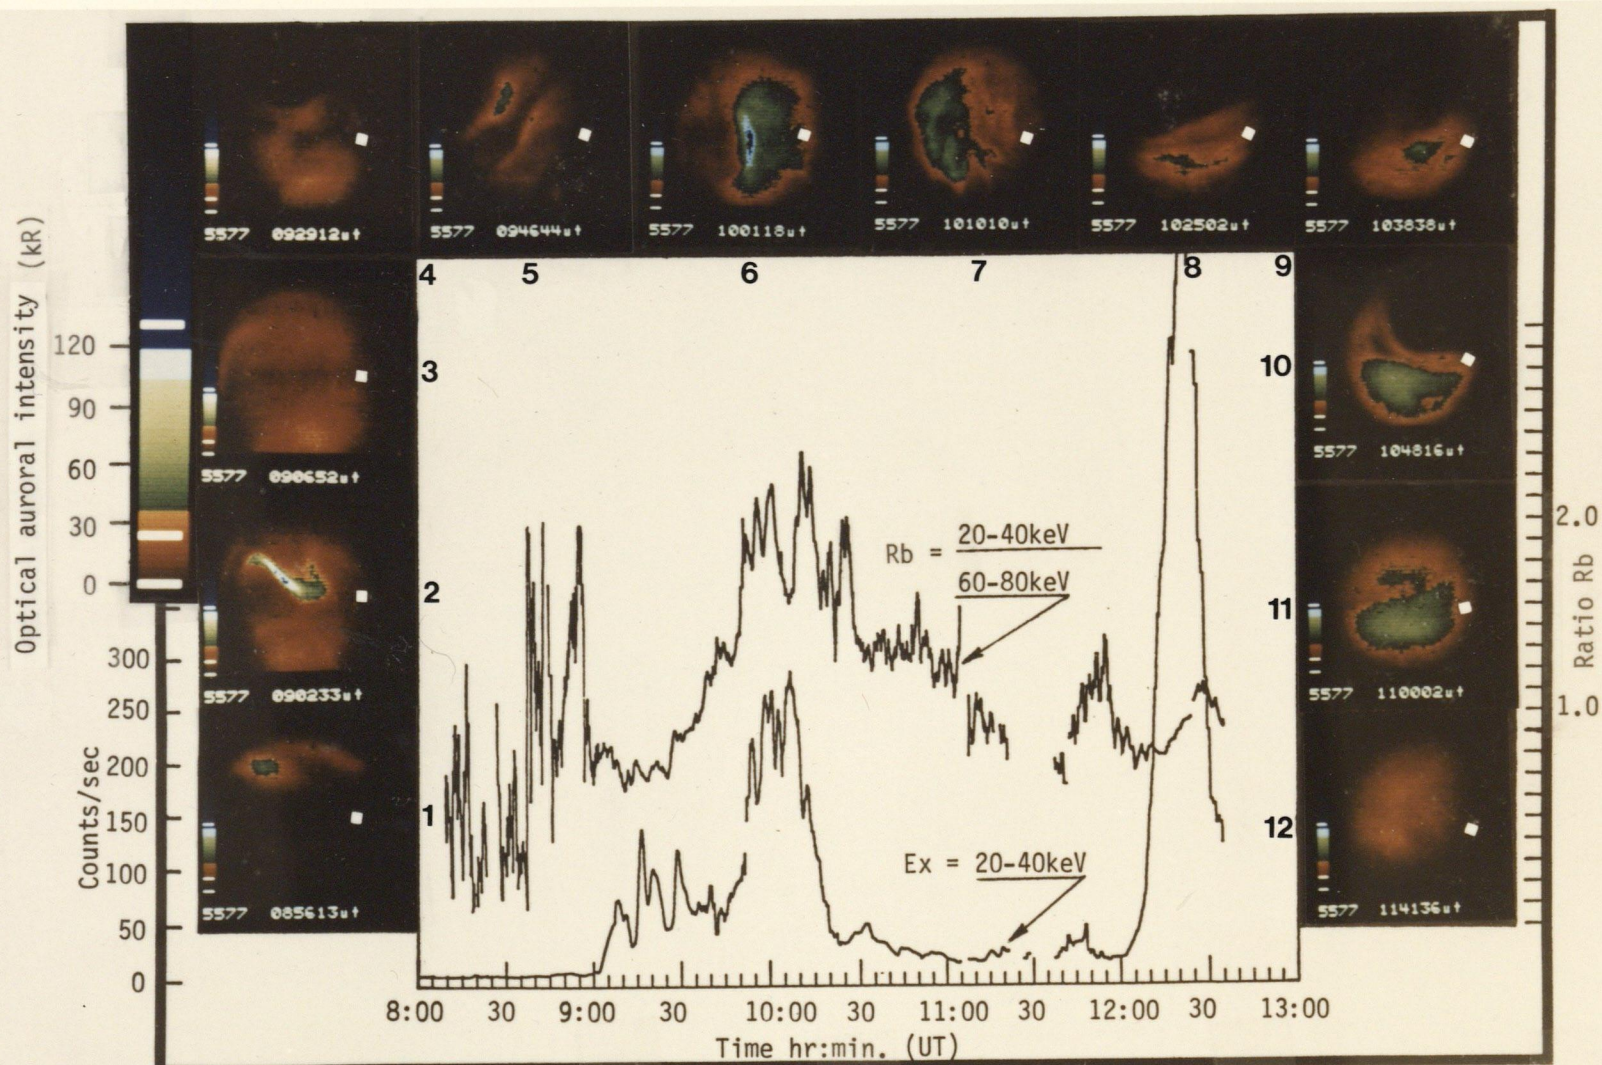 5577 092912ut
5577 094644ut
5577 100118ut
5577 101010ut
5577 102502ut
5577 103838ut
4 5 6 7 8 9
Optical auroral intensity (kR)
120
90
60
30
0
5577 090652ut
3
10
5577 104816ut
2.0
Ratio Rb
1.0
Rb = 20-40keV
60-80keV
2
11
5577 090233ut
5577 110002ut
300
250
200
150
100
50
0
Counts/sec
1
12
Ex = 20-40keV
5577 085613ut
5577 114136ut
8:00 30 9:00 30 10:00 30 11:00 30 12:00 30 13:00
Time hr:min. (UT)